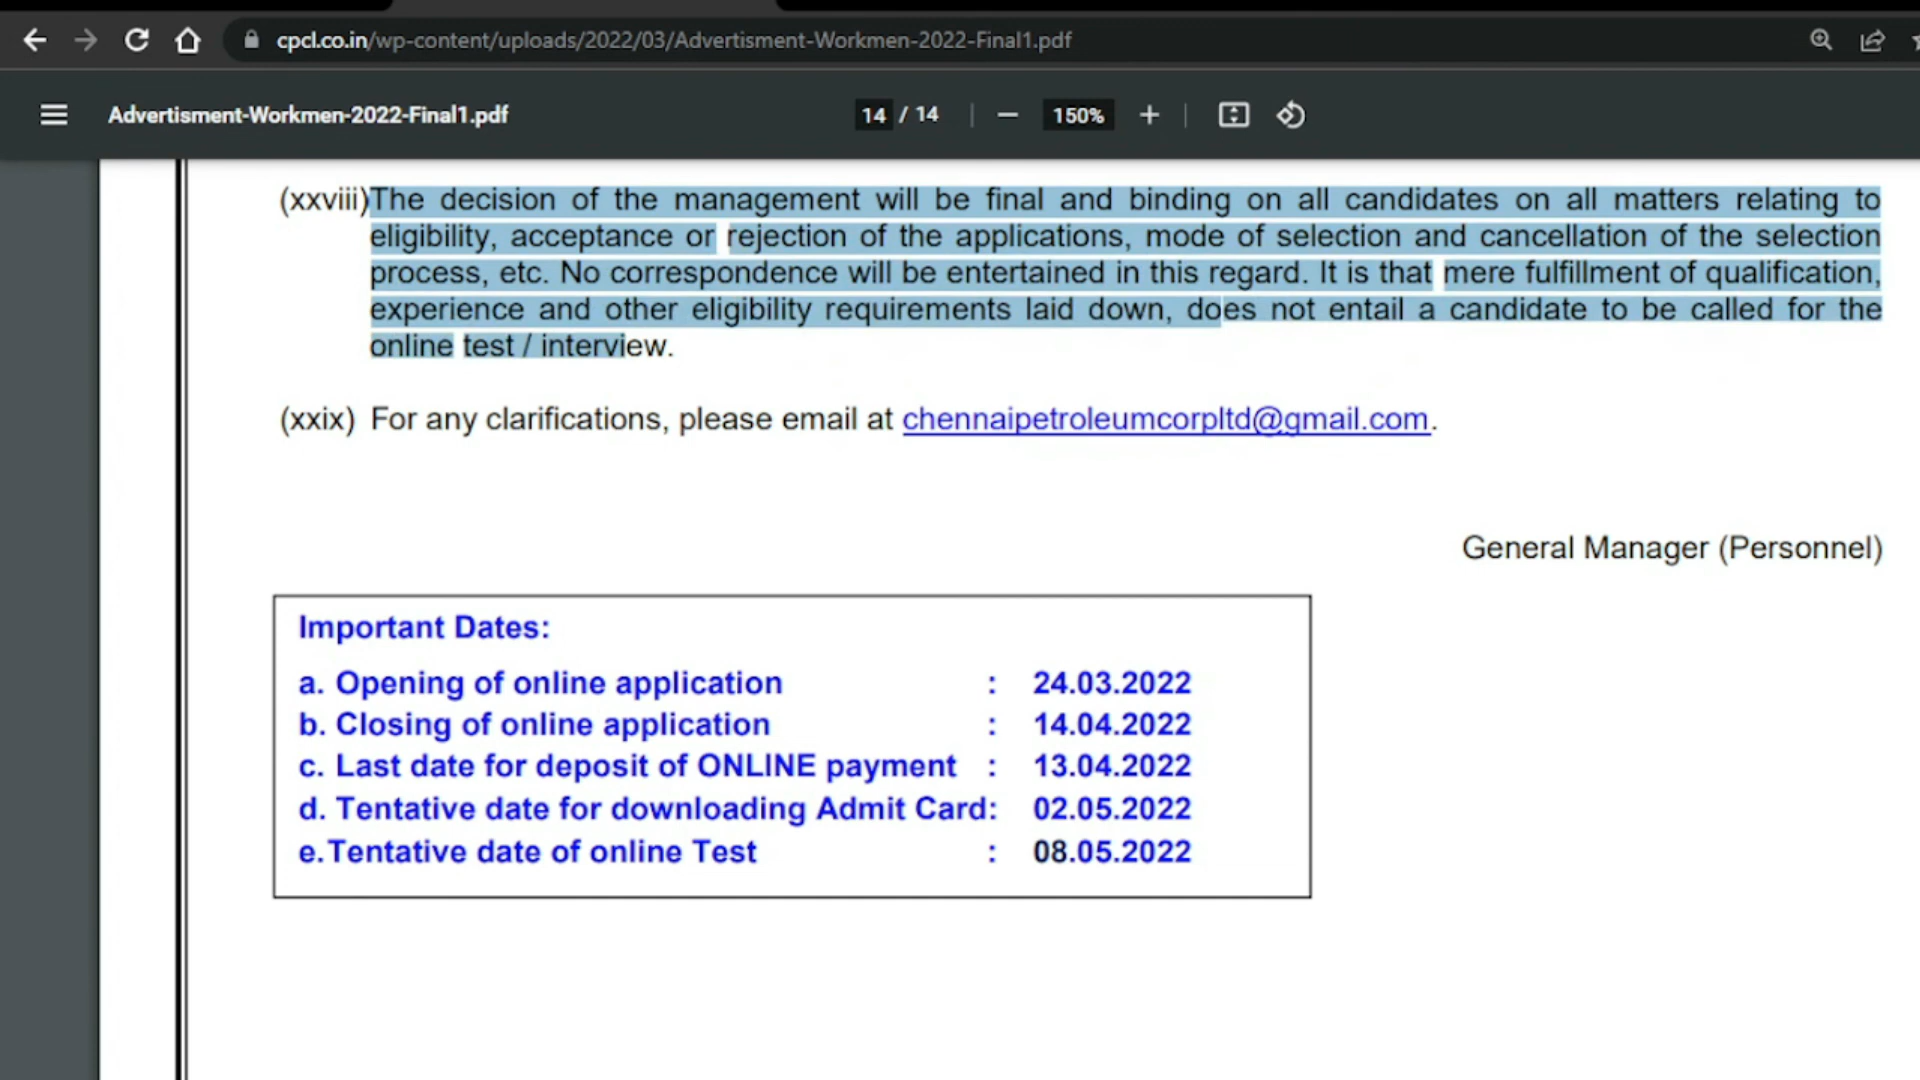 cpcl.co.in/wp-content/uploads/2022/03/Advertisment-Workmen-2022-Final1.pdf
Advertisment-Workmen-2022-Final1.pdf 14 / 14 — 150% +
(xxviii)The decision of the management will be final and binding on all candidates on all matters relating to
eligibility, acceptance or rejection of the applications, mode of selection and cancellation of the selection
process, etc. No correspondence will be entertained in this regard. It is that mere fulfillment of qualification,
experience and other eligibility requirements laid down, does not entail a candidate to be called for the
online test / interview.
(xxix) For any clarifications, please email at chennaipetroleumcorpltd@gmail.com.
General Manager (Personnel)
Important Dates:
a. Opening of online application : 24.03.2022
b. Closing of online application : 14.04.2022
c. Last date for deposit of ONLINE payment : 13.04.2022
d. Tentative date for downloading Admit Card: 02.05.2022
e.Tentative date of online Test : 08.05.2022